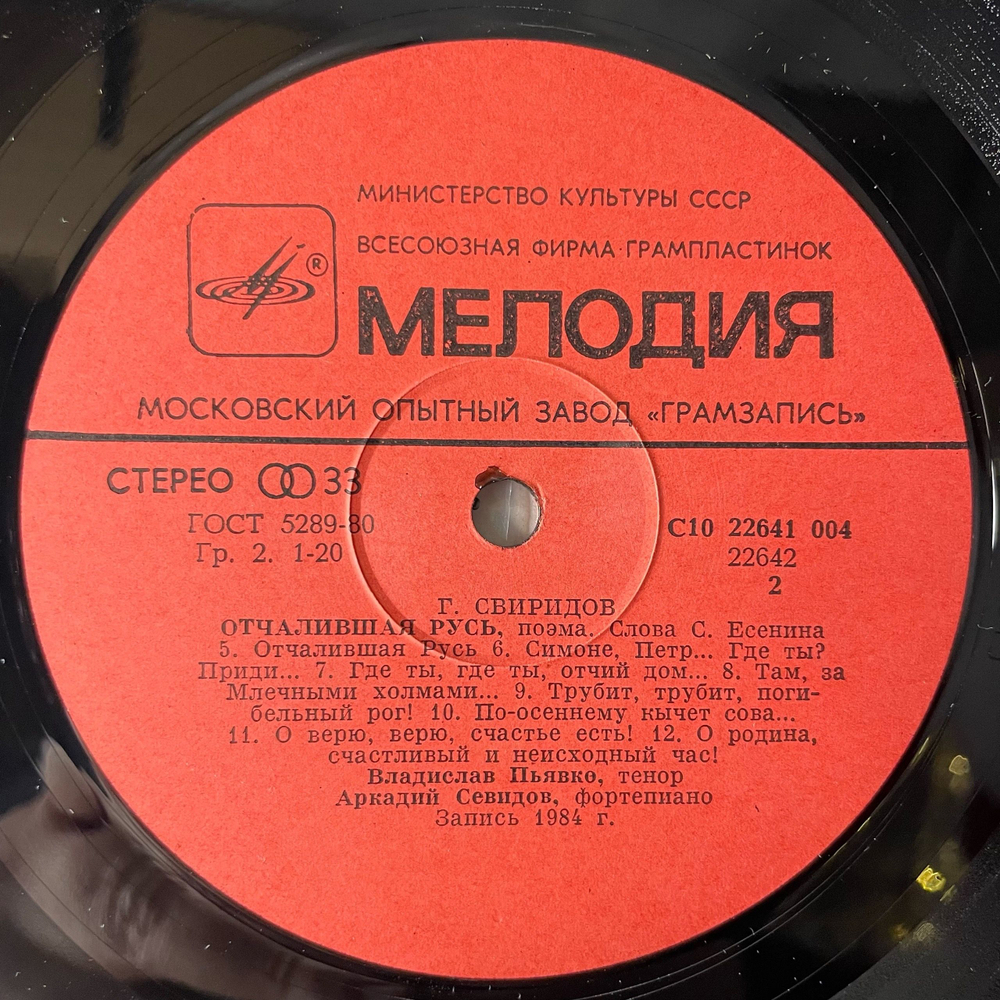 МИНИСТЕРСТВО КУЛЬТУРЫ СССР
ВСЕСОЮЗНАЯ ФИРМА ГРАМПЛАСТИНОК
®
МЕЛОДИЯ
МОСКОВСКИЙ ОПЫТНЫЙ ЗАВОД «ГРАМЗАПИСЬ»
СТЕРЕО 33
ГОСТ 5289-80
Гр. 2. 1-20
С10 22641 004
22642
2
Г. СВИРИДОВ
ОТЧАЛИВШАЯ РУСЬ, поэма. Слова С. Есенина
5. Отчалившая Русь 6. Симоне, Петр... Где ты?
Приди... 7. Где ты, где ты, отчий дом... 8. Там, за
Млечными холмами... 9. Трубит, трубит, поги-
бельный рог! 10. По-осеннему кычет сова...
11. О верю, верю, счастье есть! 12. О родина,
счастливый и неисходный час!
Владислав Пьявко, тенор
Аркадий Севидов, фортепиано
Запись 1984 г.